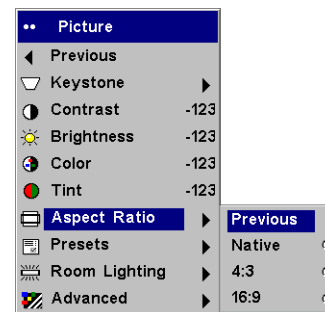 Picture
Previous
Keystone
Contrast -123
Brightness -123
Color -123
Tint -123
Aspect Ratio Previous
Presets Native
Room Lighting 4:3
Advanced 16:9